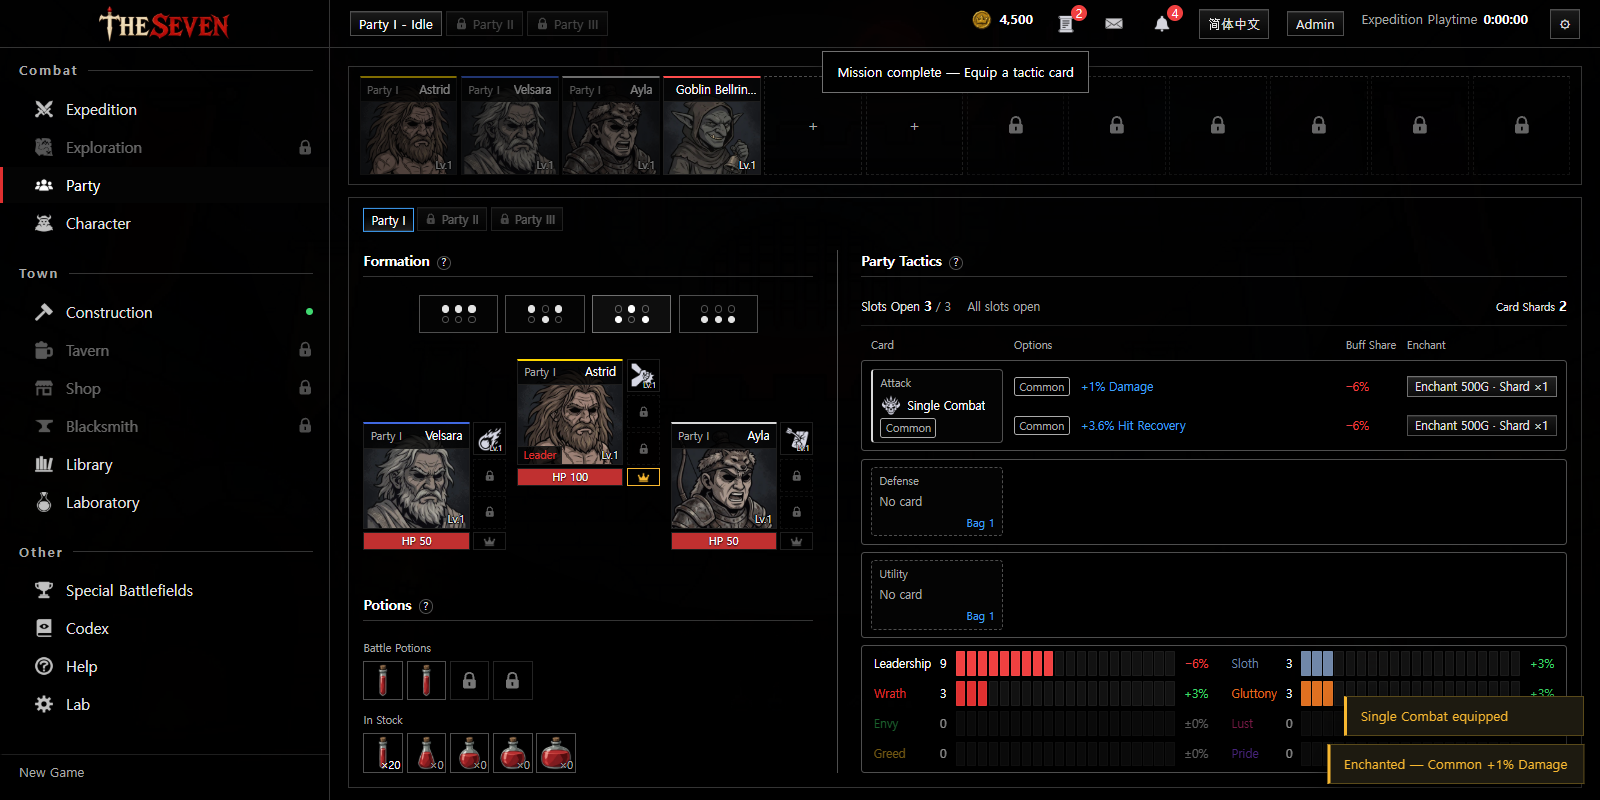 THE SEVEN
Party I - Idle
Party II
Party III
4,500
2
4
简体中文
Admin
Expedition Playtime 0:00:00
Mission complete — Equip a tactic card
Combat
Expedition
Exploration
Party
Character
Town
Construction
Tavern
Shop
Blacksmith
Library
Laboratory
Other
Special Battlefields
Codex
Help
Lab
New Game
Party I Astrid
Lv.1
Party I Velsara
Lv.1
Party I Ayla
Lv.1
Goblin Bellrin...
Lv.1
+
+
Party I
Party II
Party III
Formation ?
Party I Astrid
Leader Lv.1
HP 100
Lv.1
Party I Velsara
Lv.1
HP 50
Lv.1
Party I Ayla
Lv.1
HP 50
Lv.1
Potions ?
Battle Potions
In Stock
×20
×0
×0
×0
×0
Party Tactics ?
Slots Open 3 / 3 All slots open
Card Shards 2
Card Options Buff Share Enchant
Attack
Single Combat
Common
Common +1% Damage −6% Enchant 500G · Shard ×1
Common +3.6% Hit Recovery −6% Enchant 500G · Shard ×1
Defense
No card
Bag 1
Utility
No card
Bag 1
Leadership 9 −6%
Sloth 3 +3%
Wrath 3 +3%
Gluttony 3 +3%
Envy 0 ±0%
Lust 0
Greed 0 ±0%
Pride 0
Single Combat equipped
Enchanted — Common +1% Damage